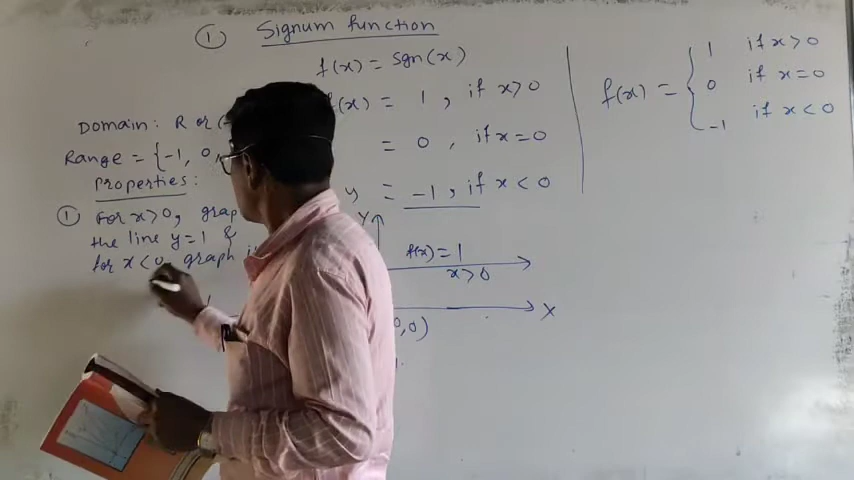 ① Signum function
f(x) = sgn(x)
f(x) = 1, if x>0
= 0, if x=0
y = -1, if x<0
Domain: R or (-
Range = {-1, 0,
Properties:
① For x>0, grap
the line y=1 &
for x<0, graph i
Y
f(x)=1
x>0
X
0,0)
f(x) = { 1 if x>0
0 if x=0
-1 if x<0